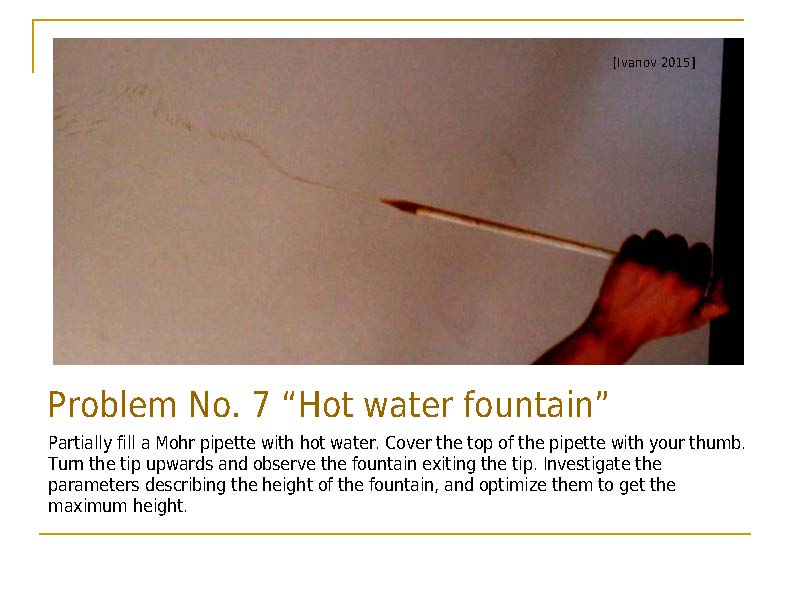 [Ivanov 2015]
Problem No. 7 “Hot water fountain”
Partially fill a Mohr pipette with hot water. Cover the top of the pipette with your thumb.
Turn the tip upwards and observe the fountain exiting the tip. Investigate the
parameters describing the height of the fountain, and optimize them to get the
maximum height.